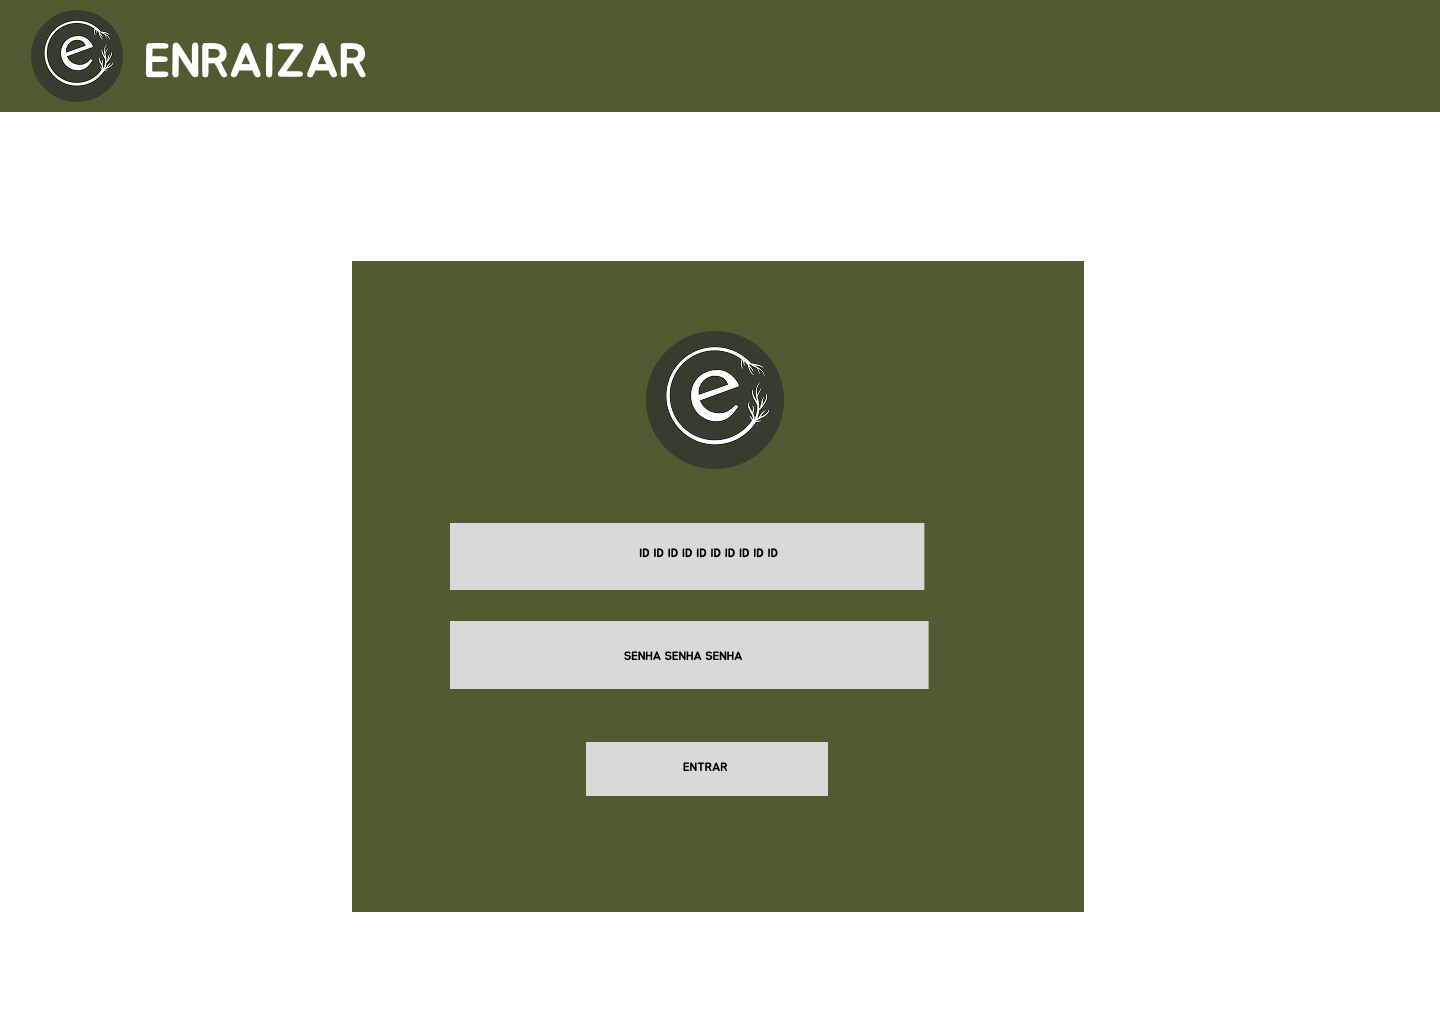 e ENRAIZAR
e
ID ID ID ID ID ID ID ID ID ID
SENHA SENHA SENHA
ENTRAR